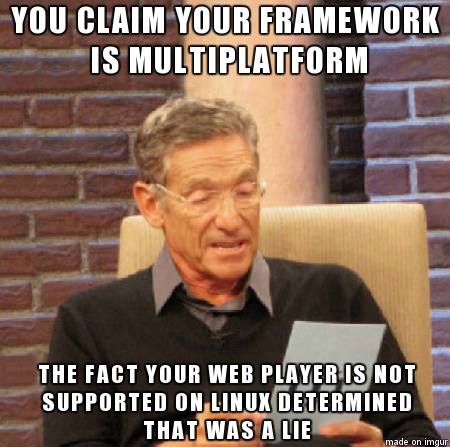 YOU CLAIM YOUR FRAMEWORK
IS MULTIPLATFORM
THE FACT YOUR WEB PLAYER IS NOT
SUPPORTED ON LINUX DETERMINED
THAT WAS A LIE
made on imgur